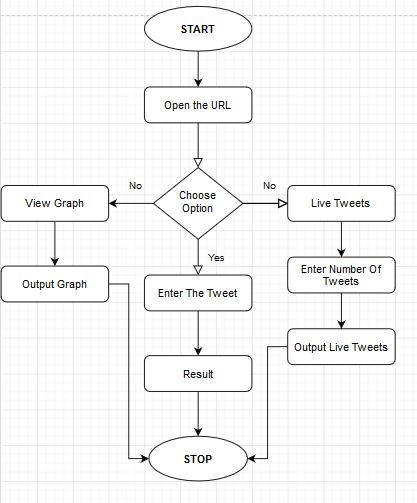 START
Open the URL
Choose
Option
No
No
Yes
View Graph
Live Tweets
Output Graph
Enter The Tweet
Enter Number Of
Tweets
Result
Output Live Tweets
STOP